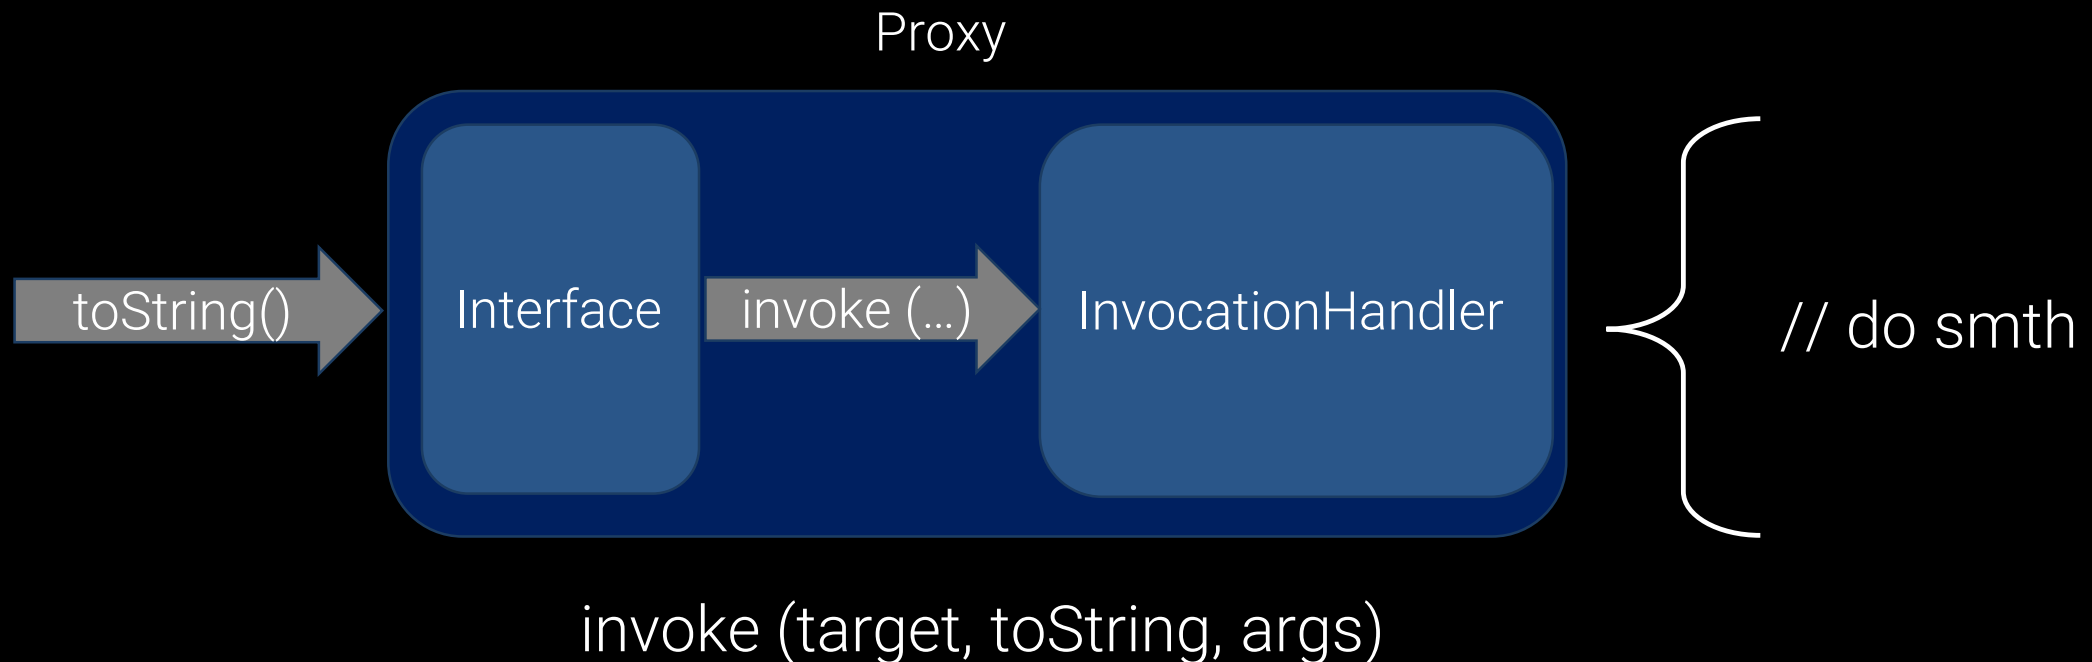 Proxy
toString()
Interface
invoke (...)
InvocationHandler
// do smth
invoke (target, toString, args)